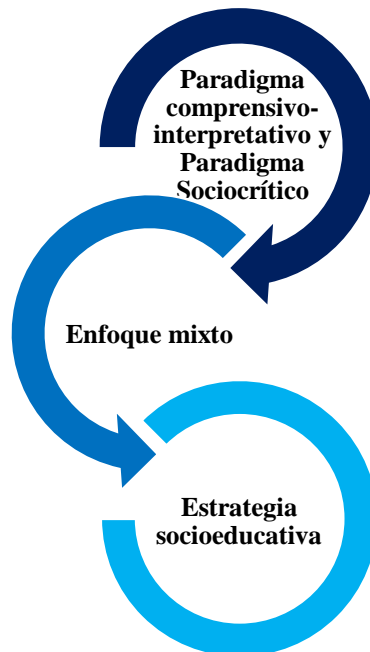 Paradigma
comprensivo-
interpretativo y
Paradigma
Sociocrítico
Enfoque mixto
Estrategia
socioeducativa